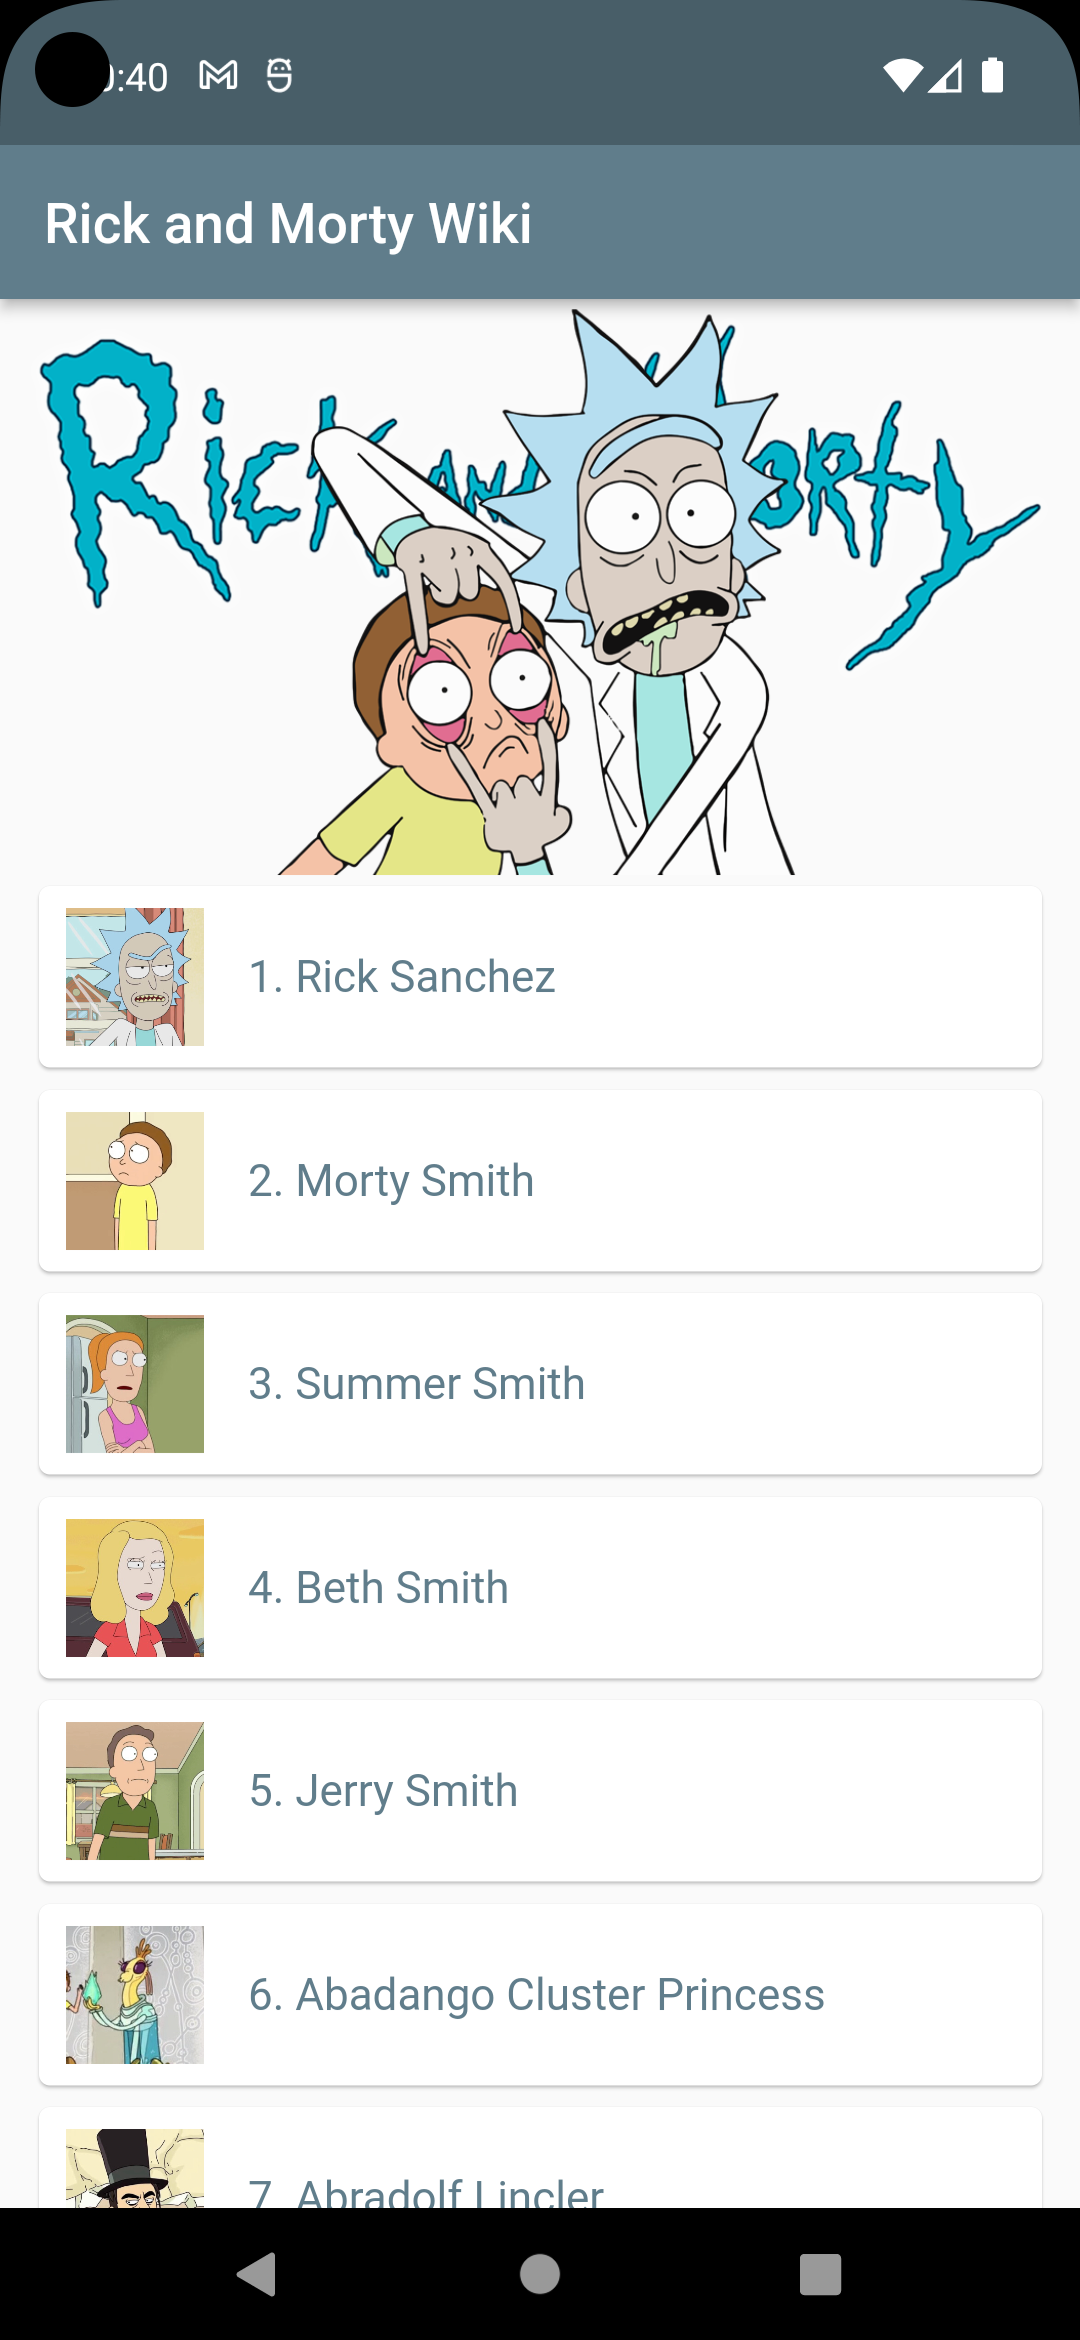 :40
Rick and Morty Wiki
Rick and Morty
1. Rick Sanchez
2. Morty Smith
3. Summer Smith
4. Beth Smith
5. Jerry Smith
6. Abadango Cluster Princess
7. Abradolf Lincler